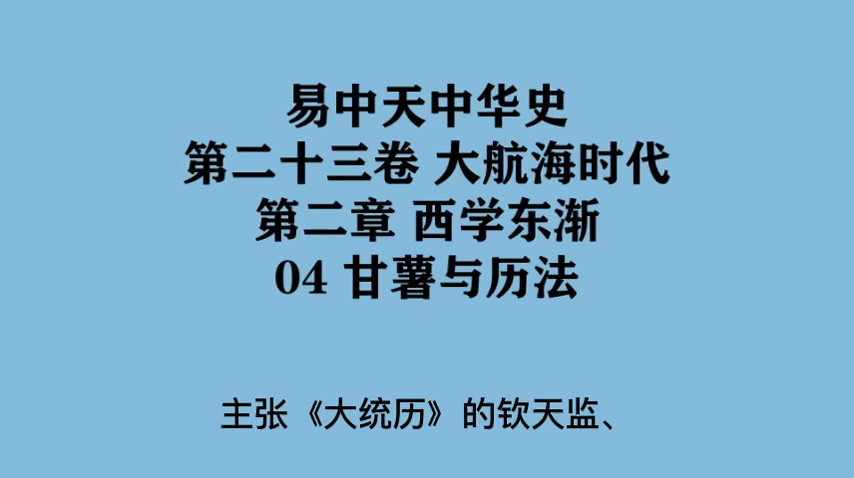 易中天中华史
第二十三卷 大航海时代
第二章 西学东渐
04 甘薯与历法
主张《大统历》的钦天监、